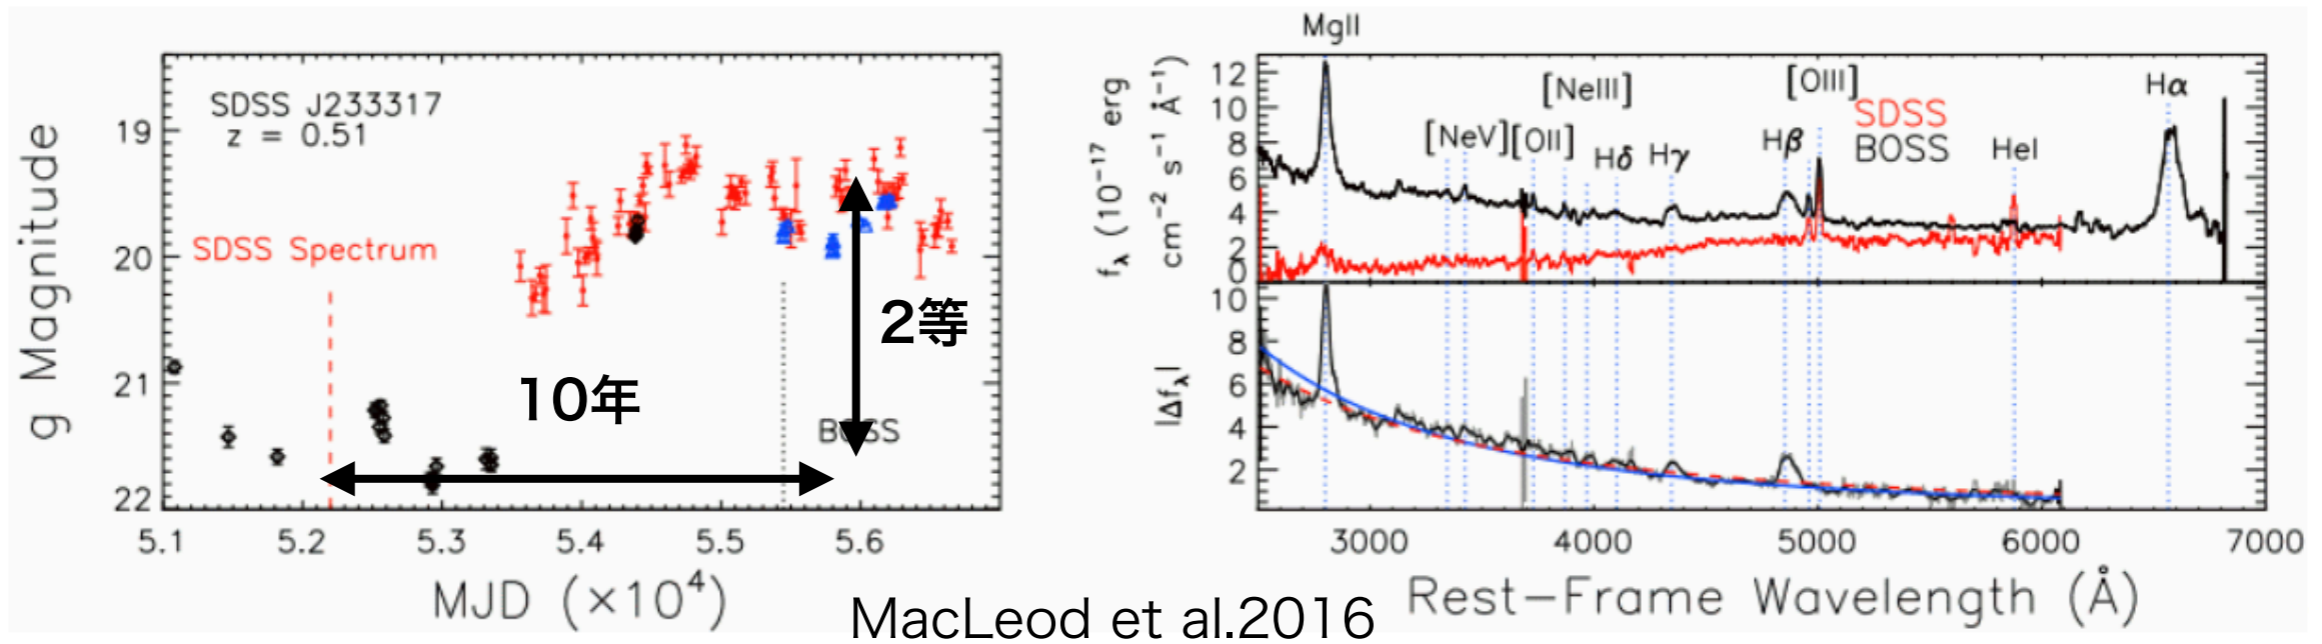 SDSS J233317
z = 0.51
SDSS Spectrum
BOSS
10年
2等
19
20
21
22
g Magnitude
5.1 5.2 5.3 5.4 5.5 5.6
MJD (×10⁴)
MgII
[NeV] [OII] [NeIII] Hδ Hγ Hβ [OIII] HeI Hα
SDSS
BOSS
12
10
8
6
4
2
0
fλ (10⁻¹⁷ erg
cm⁻² s⁻¹ Å⁻¹)
10
8
6
4
2
|Δfλ|
3000 4000 5000 6000 7000
Rest-Frame Wavelength (Å)
MacLeod et al.2016